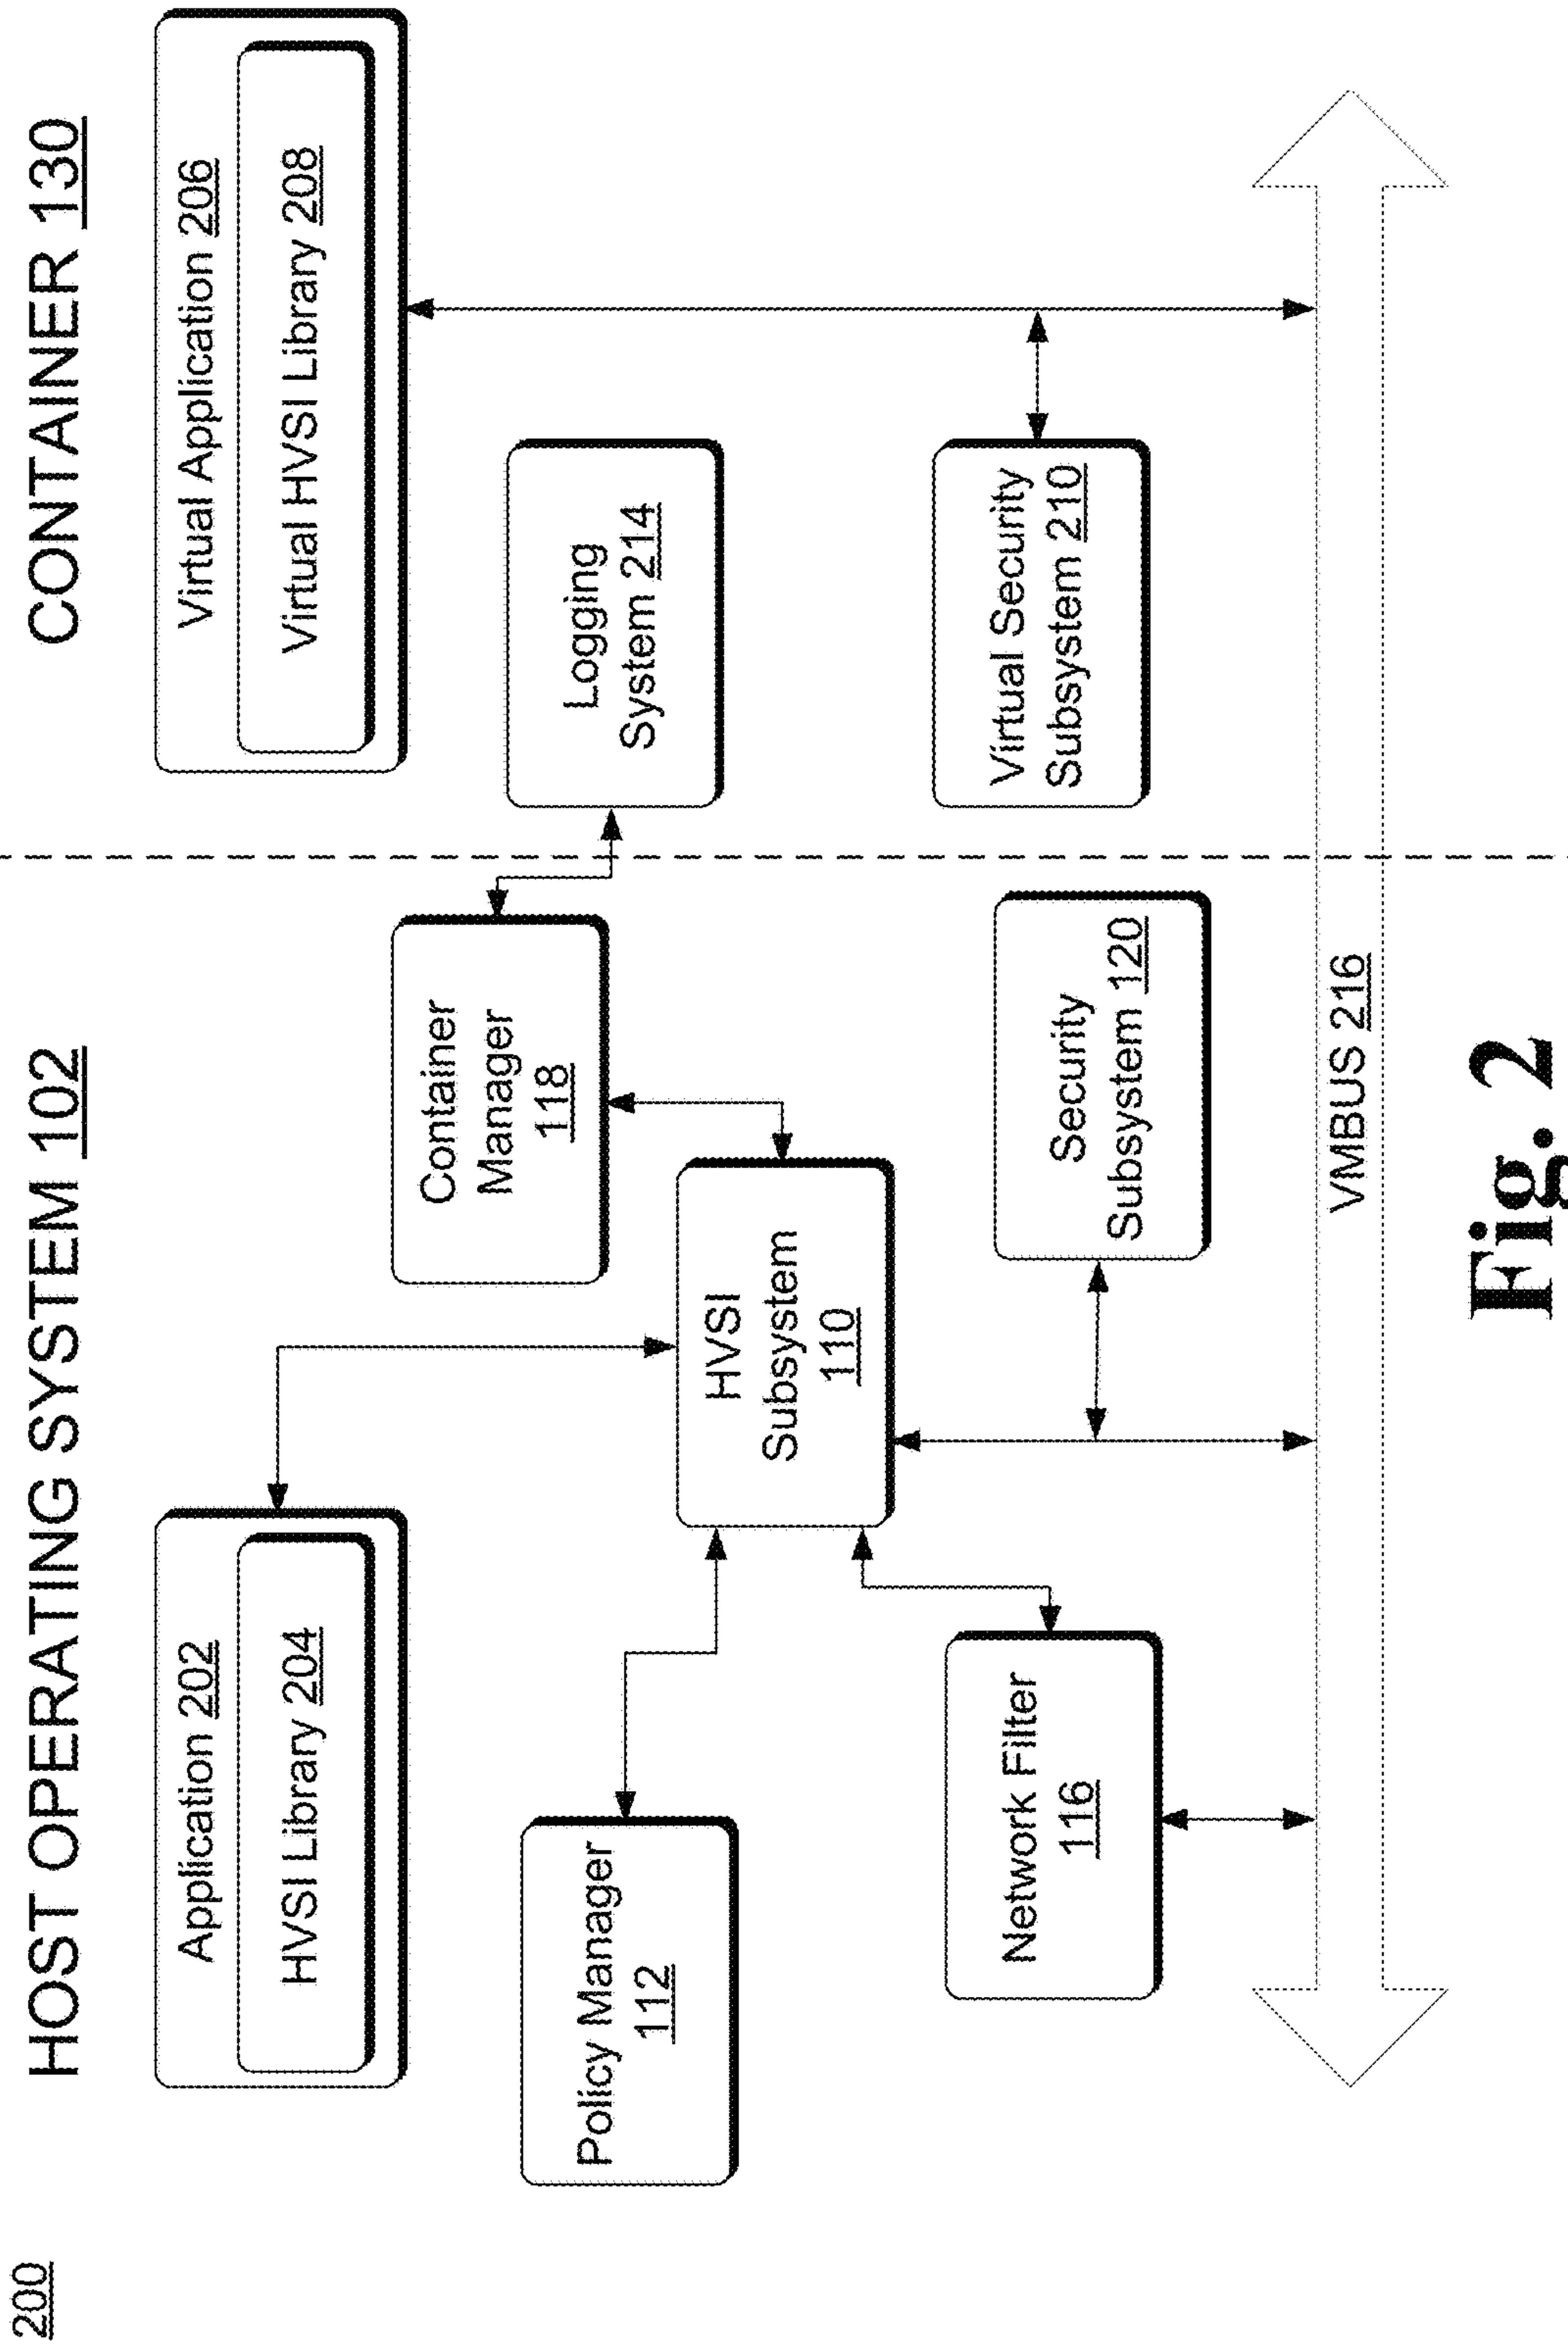 200
HOST OPERATING SYSTEM 102
CONTAINER 130
Application 202
HVSI Library 204
Virtual Application 206
Virtual HVSI Library 208
Container
Manager
118
Logging
System 214
Policy Manager
112
HVSI
Subsystem
110
Network Filter
116
Security
Subsystem 120
Virtual Security
Subsystem 210
VMBUS 216
Fig. 2